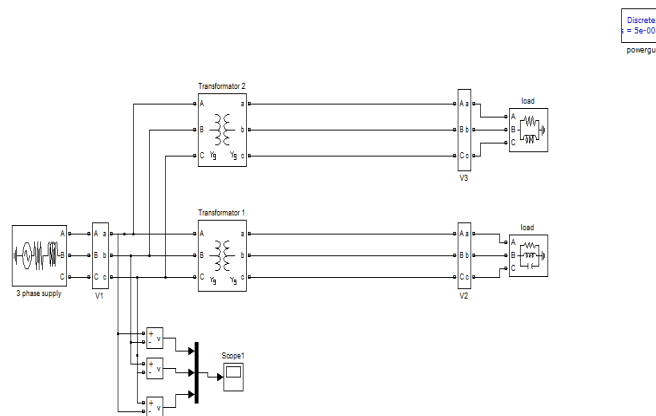 Discrete,
s = 5e-00
powergu
Transformator 2
A a
B b
C c
Yg Yg
A a
B b
C c
V3
load
A
B
C
3 phase supply
A
B
C
A a
B b
C c
V1
Transformator 1
A a
B b
C c
Yg Yg
A a
B b
C c
V2
load
A
B
C
+
-
v
+
-
v
+
-
v
Scope1